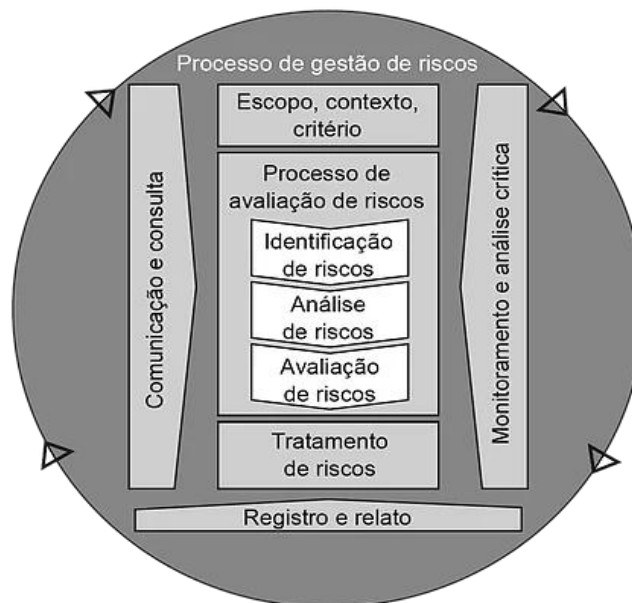 Processo de gestão de riscos
Escopo, contexto,
critério
Processo de
avaliação de riscos
Identificação
de riscos
Análise
de riscos
Avaliação
de riscos
Tratamento
de riscos
Comunicação e consulta
Monitoramento e análise crítica
Registro e relato